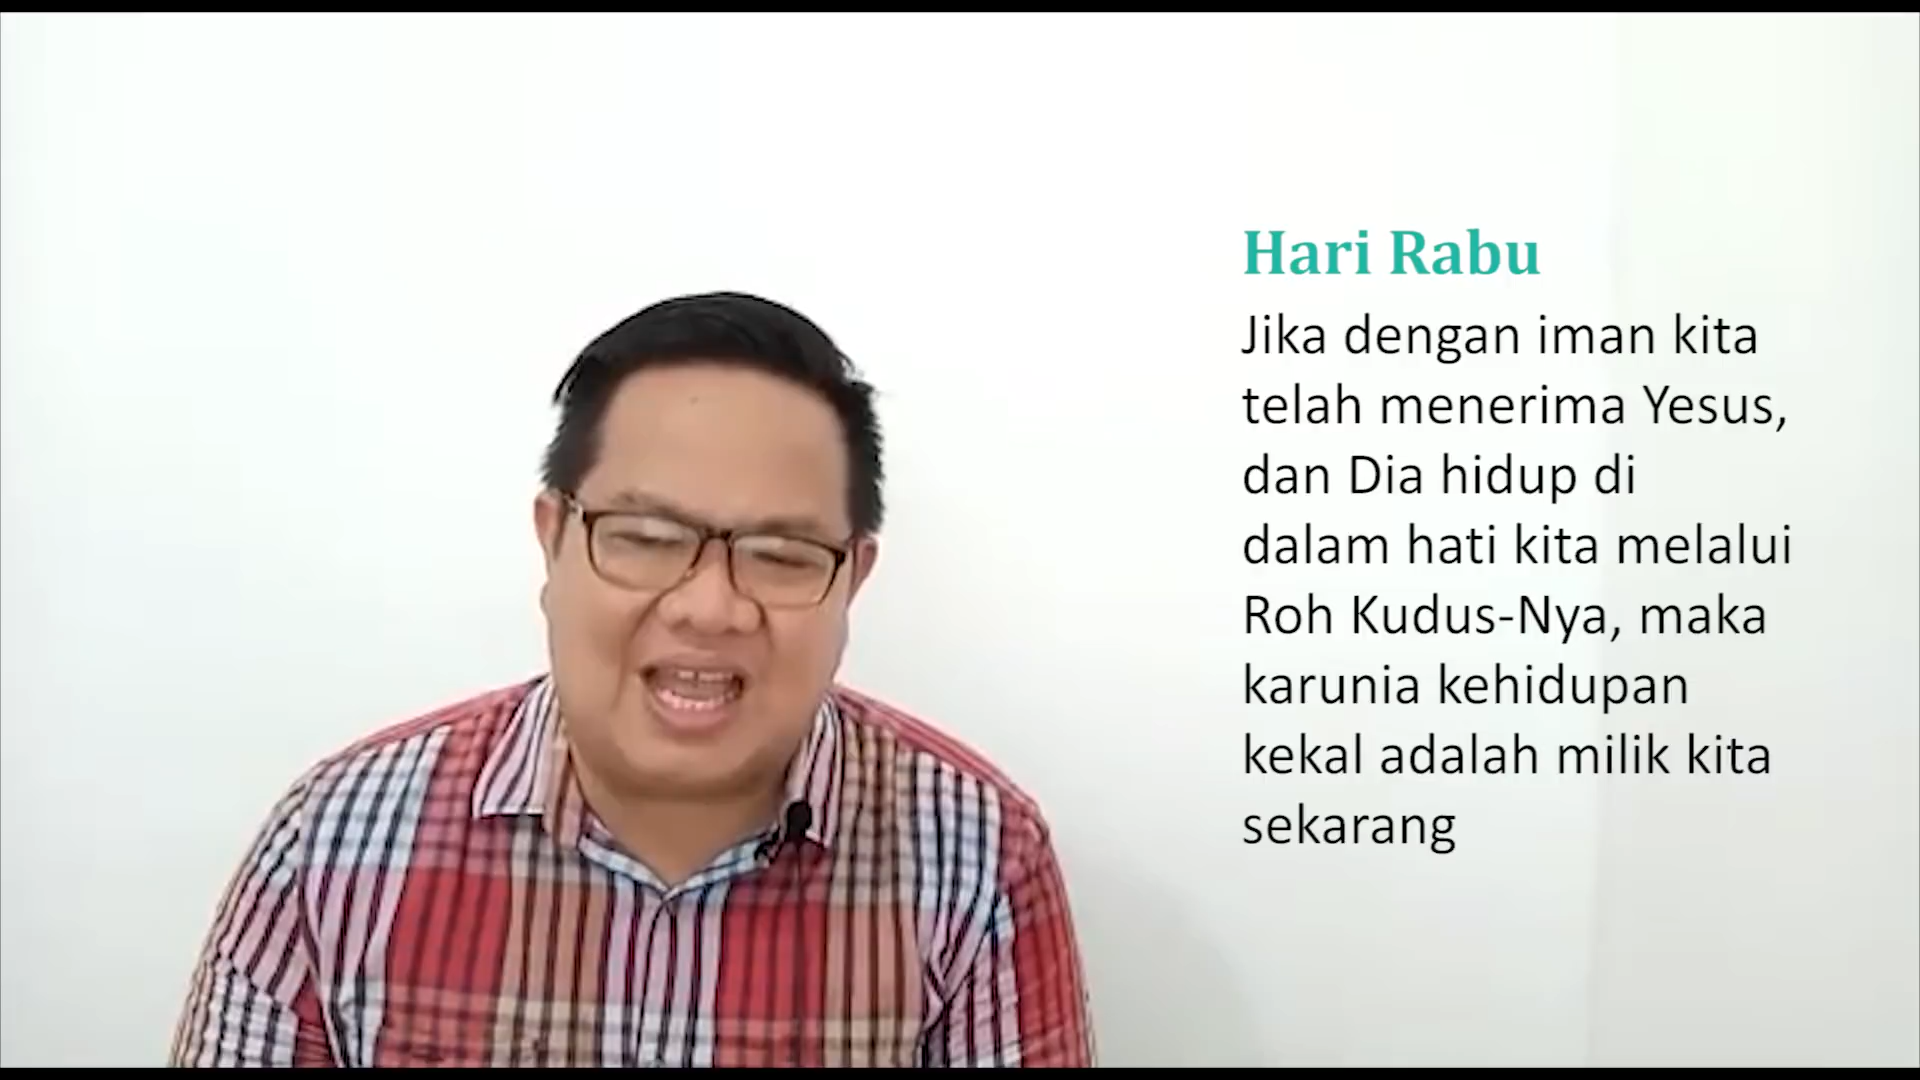 Hari Rabu
Jika dengan iman kita
telah menerima Yesus,
dan Dia hidup di
dalam hati kita melalui
Roh Kudus-Nya, maka
karunia kehidupan
kekal adalah milik kita
sekarang